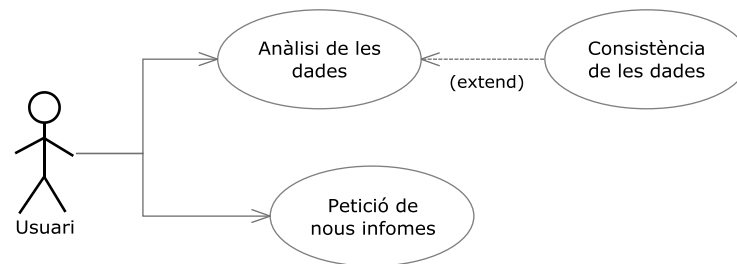 Anàlisi de les
dades
Consistència
de les dades
(extend)
Petició de
nous infomes
Usuari